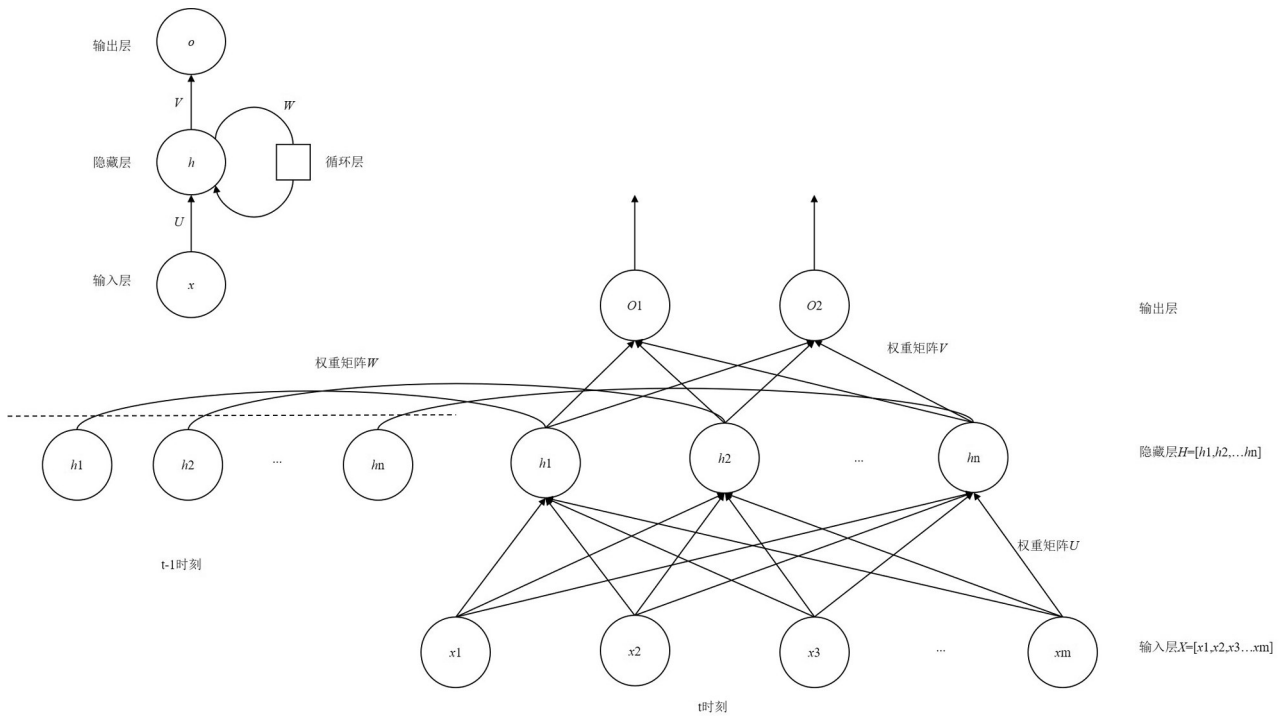 输出层
o
V
W
隐藏层
h
循环层
U
输入层
x
O1
O2
输出层
权重矩阵W
权重矩阵V
h1
h2
...
hn
h1
h2
...
hn
隐藏层H=[h1,h2,…hn]
t-1时刻
权重矩阵U
x1
x2
x3
...
xm
输入层X=[x1,x2,x3…xm]
t时刻